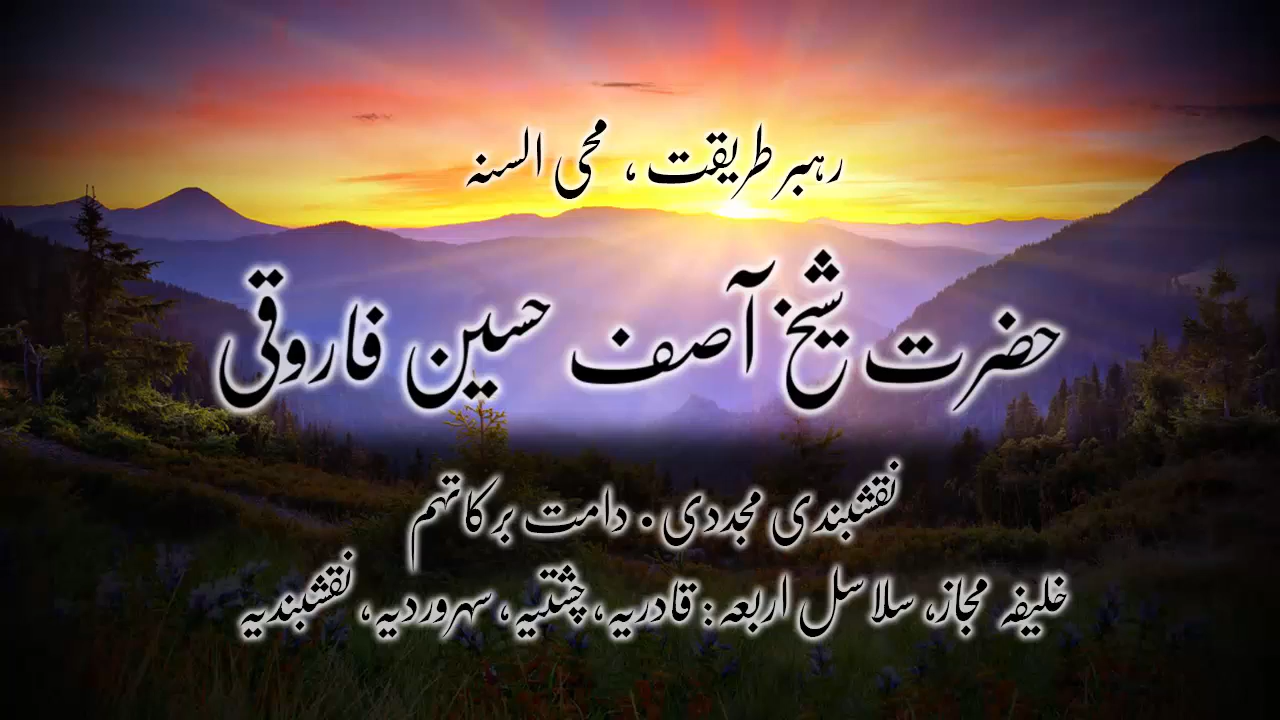 رہبر طریقت ، محی السنہ
حضرت شیخ آصف حسین فاروقی
نقشبندی مجددی . دامت برکاتہم
خلیفہ مجاز، سلاسل اربعہ : قادریہ، چشتیہ، سہروردیہ، نقشبندیہ